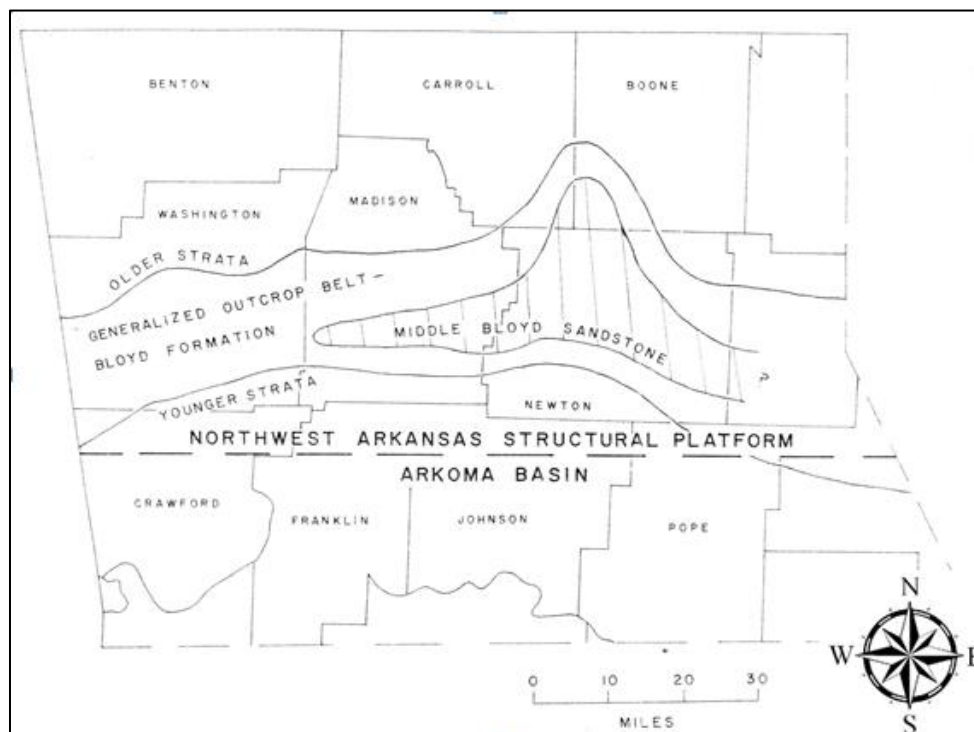 BENTON
CARROLL
BOONE
WASHINGTON
MADISON
OLDER STRATA
GENERALIZED OUTCROP BELT—
BLOYD FORMATION
MIDDLE BLOYD SANDSTONE
?
YOUNGER STRATA
NEWTON
NORTHWEST ARKANSAS STRUCTURAL PLATFORM
ARKOMA BASIN
CRAWFORD
FRANKLIN
JOHNSON
POPE
N
W
E
S
0 10 20 30
MILES